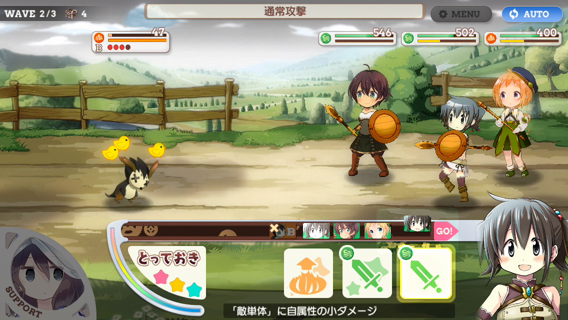 WAVE 2/3 4
通常攻撃
MENU
AUTO
47
B
546
502
400
B'
GO!
とっておき
SUPPORT
「敵単体」に自属性の小ダメージ